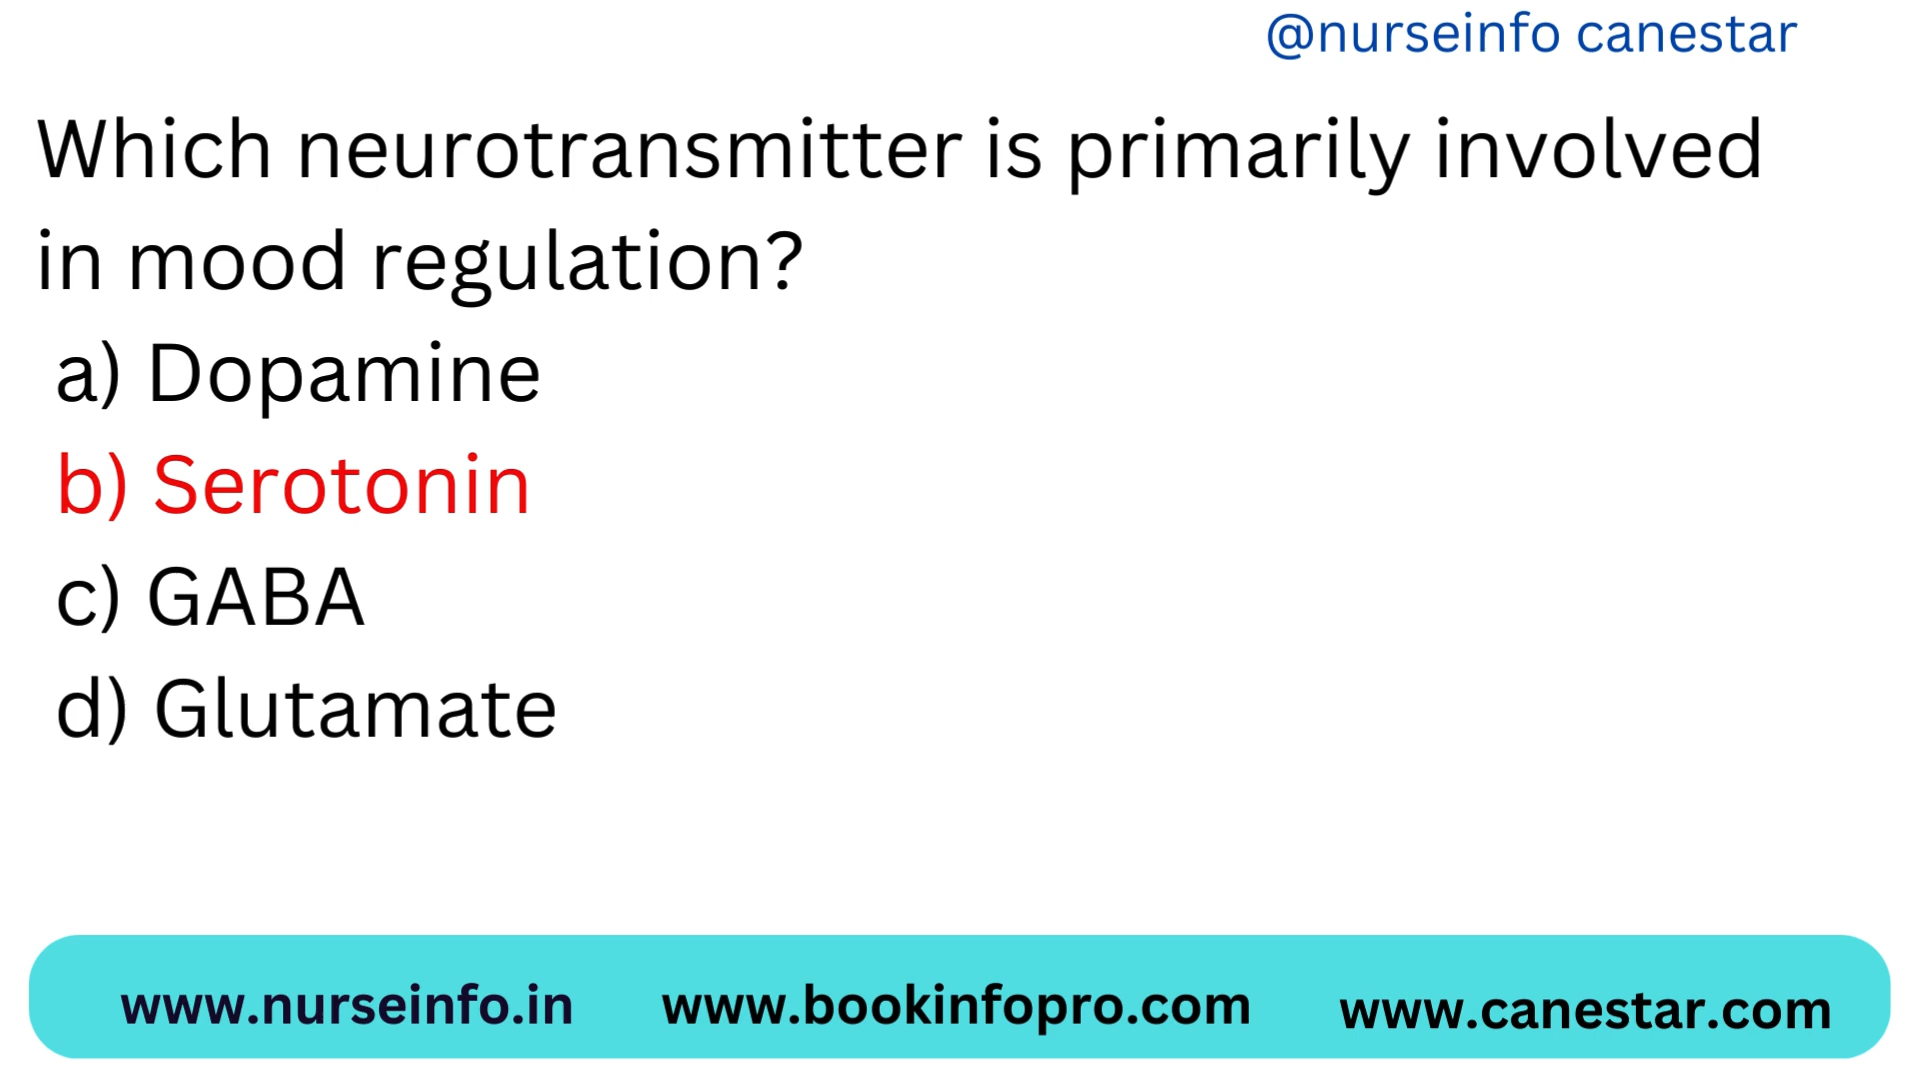 @nurseinfo canestar
Which neurotransmitter is primarily involved
in mood regulation?
a) Dopamine
b) Serotonin
c) GABA
d) Glutamate
www.nurseinfo.in www.bookinfopro.com www.canestar.com